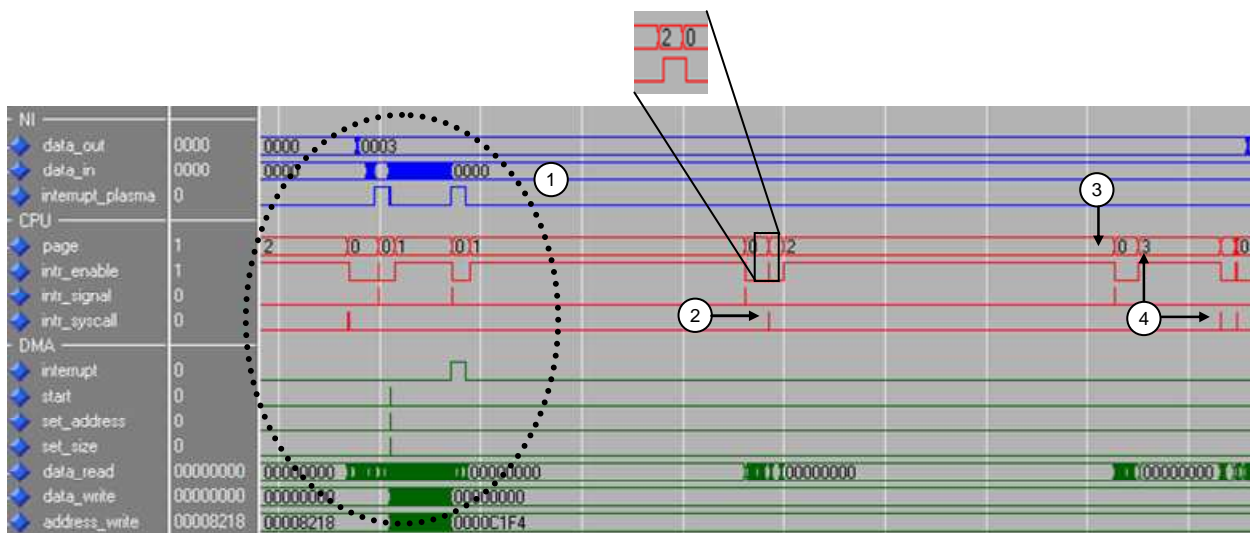 2 0
NI
data_out 0000 0000 0003
data_in 0000 0000 0000
1
interrupt_plasma 0
3
CPU
page 1 2 0 0 1 0 1 0 2 0 3 0
intr_enable 1
intr_signal 0
intr_syscall 0
2
4
DMA
interrupt 0
start 0
set_address 0
set_size 0
data_read 00000000 00000000 00000000 00000000 00000000
data_write 00000000 00000000 00000000
address_write 00008218 00008218 0000C1F4